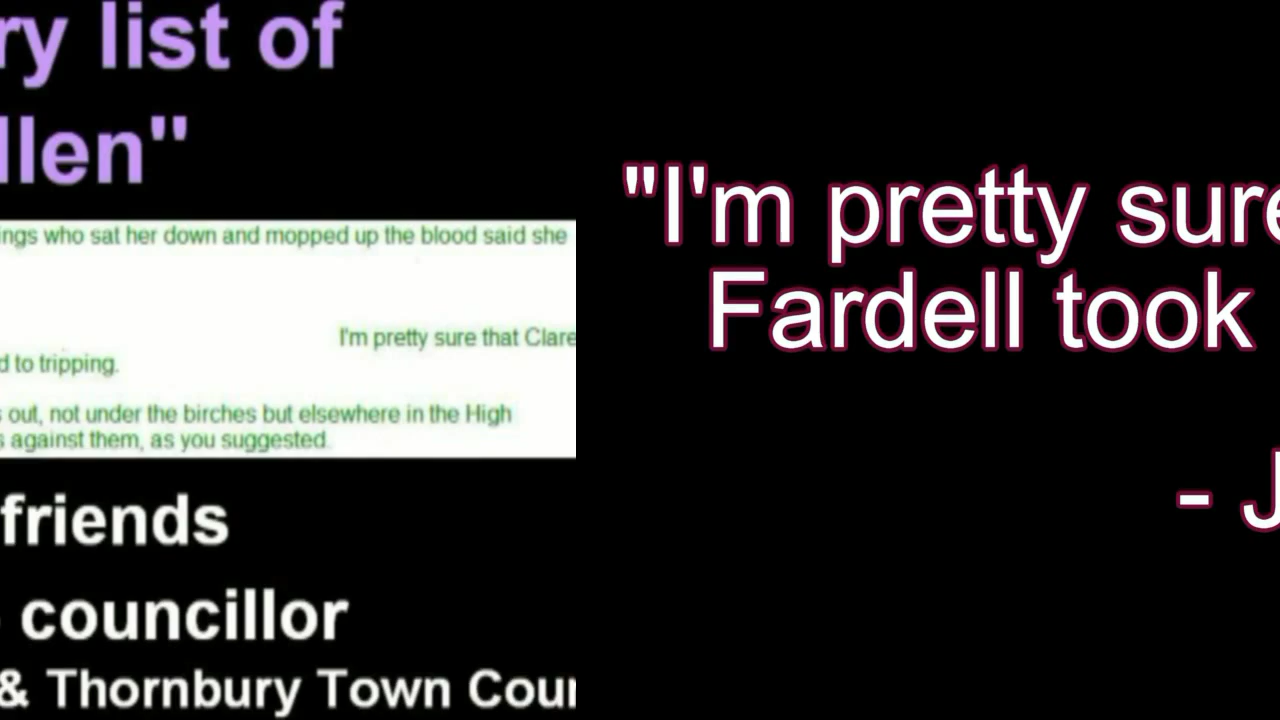 ry list of
llen"
ings who sat her down and mopped up the blood said she
I'm pretty sure that Clare
d to tripping.
s out, not under the birches but elsewhere in the High
s against them, as you suggested.
friends
councillor
& Thornbury Town Coun
"I'm pretty sure
Fardell took
- J